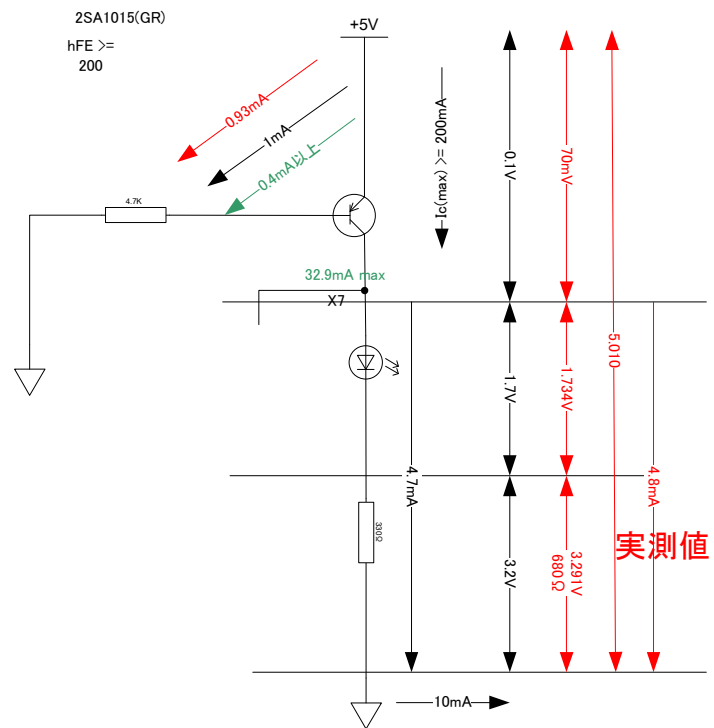 2SA1015(GR)
hFE >=
200
+5V
0.93mA
1mA
0.4mA以上
Ic(max) >= 200mA
0.1V
70mV
4.7K
32.9mA max
X7
5.010
1.7V
1.734V
4.7mA
4.8mA
330Ω
3.2V
3.291V
680Ω
実測値
10mA